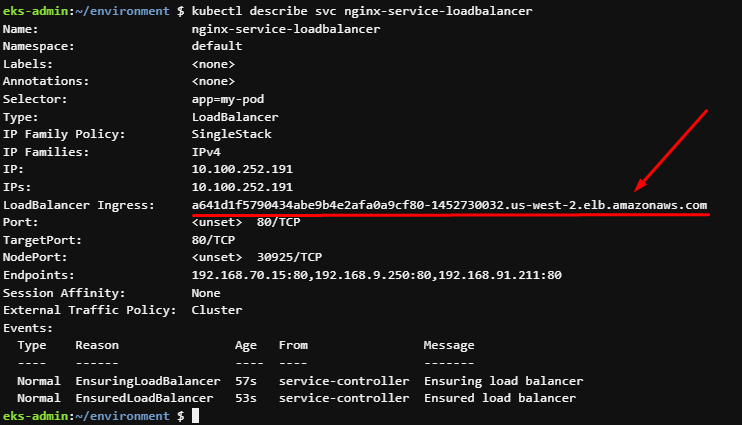 eks-admin:~/environment $ kubectl describe svc nginx-service-loadbalancer
Name:                     nginx-service-loadbalancer
Namespace:                default
Labels:                   <none>
Annotations:              <none>
Selector:                 app=my-pod
Type:                     LoadBalancer
IP Family Policy:         SingleStack
IP Families:              IPv4
IP:                       10.100.252.191
IPs:                      10.100.252.191
LoadBalancer Ingress:     a641d1f5790434abe9b4e2afa0a9cf80-1452730032.us-west-2.elb.amazonaws.com
Port:                     <unset>  80/TCP
TargetPort:               80/TCP
NodePort:                 <unset>  30925/TCP
Endpoints:                192.168.70.15:80,192.168.9.250:80,192.168.91.211:80
Session Affinity:         None
External Traffic Policy:  Cluster
Events:
  Type    Reason                Age   From                Message
  ----    ------                ----  ----                -------
  Normal  EnsuringLoadBalancer  57s   service-controller  Ensuring load balancer
  Normal  EnsuredLoadBalancer   53s   service-controller  Ensured load balancer
eks-admin:~/environment $